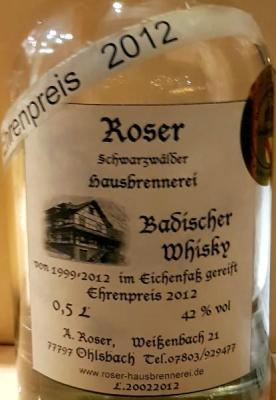 Ehrenpreis 2012
Roser
Schwarzwälder
Hausbrennerei
Badischer
Whisky
von 1999-2012 im Eichenfaß gereift
Ehrenpreis 2012
0,5 L 42 % vol
A. Roser, Weißenbach 21
77797 Ohlsbach Tel.07803/929477
www.roser-hausbrennerei.de
L.20022012